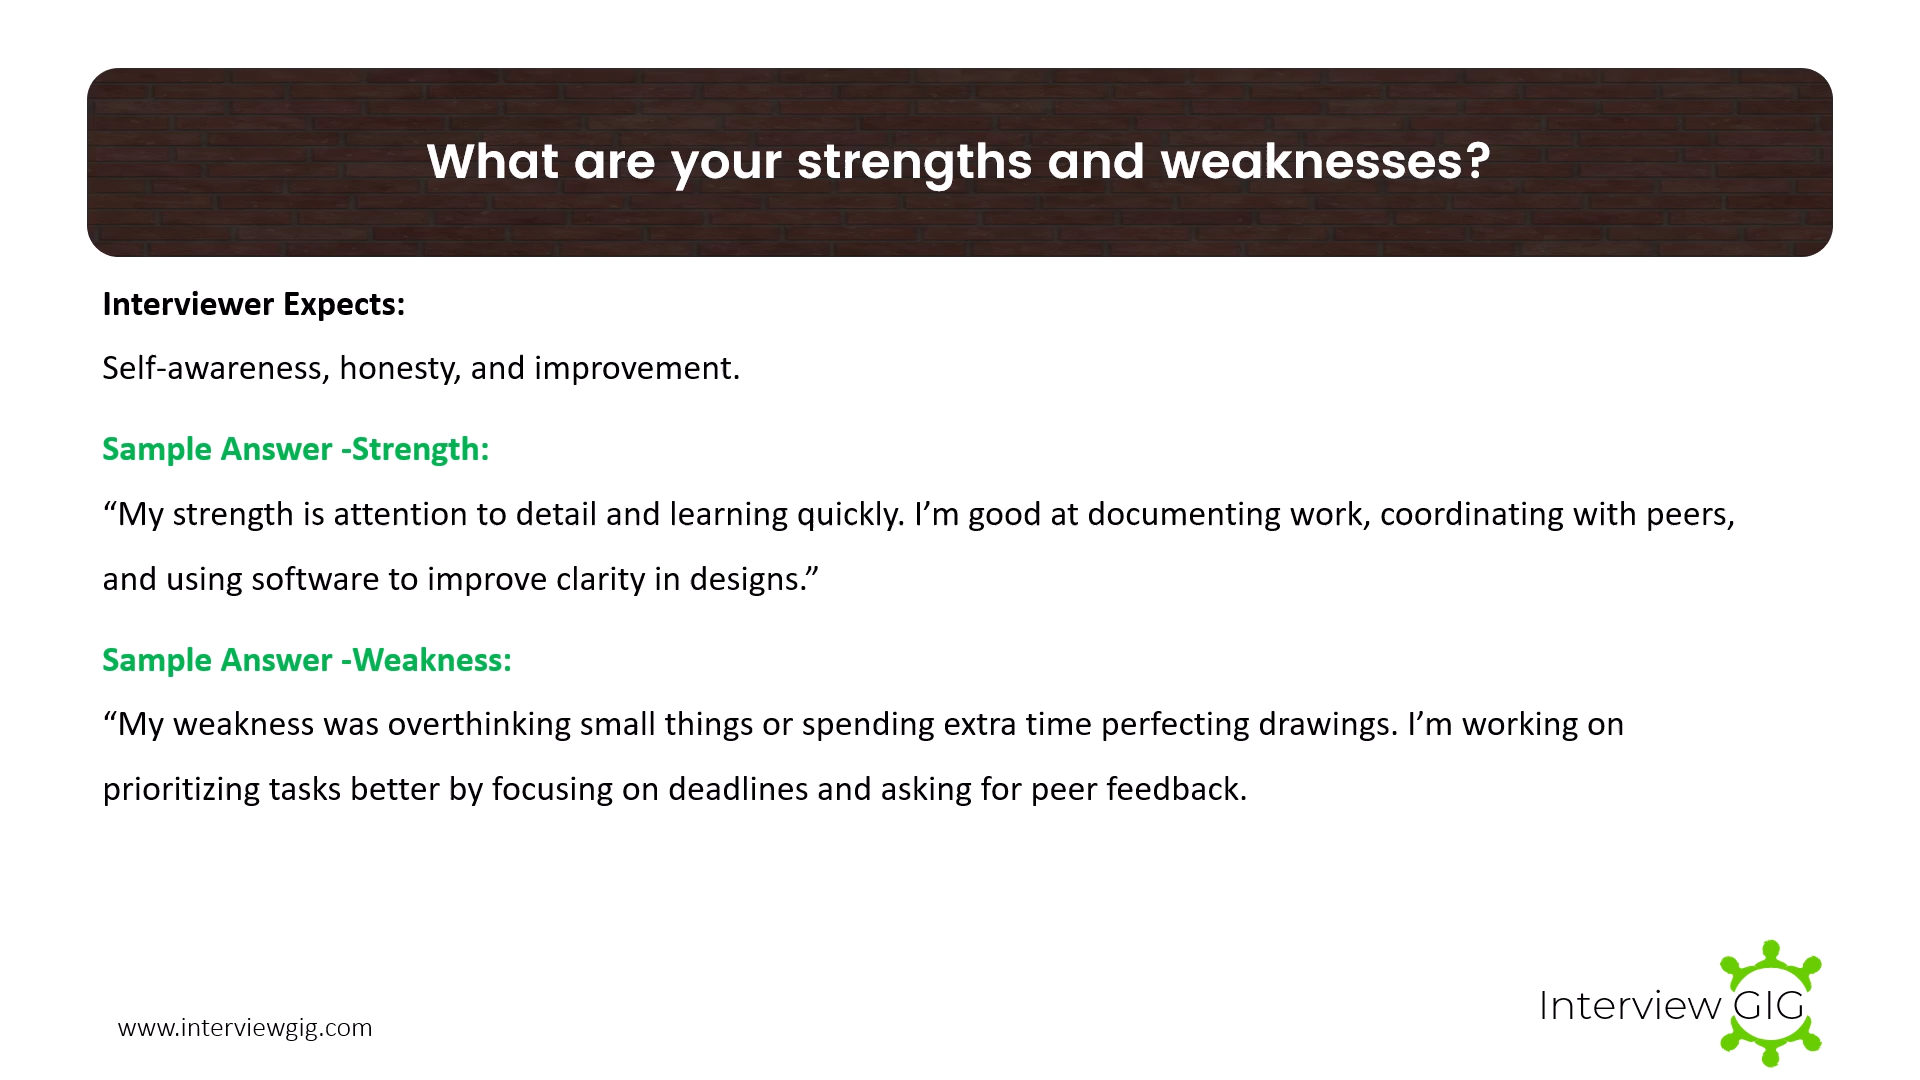 What are your strengths and weaknesses?
Interviewer Expects:
Self-awareness, honesty, and improvement.
Sample Answer -Strength:
“My strength is attention to detail and learning quickly. I’m good at documenting work, coordinating with peers,
and using software to improve clarity in designs.”
Sample Answer -Weakness:
“My weakness was overthinking small things or spending extra time perfecting drawings. I’m working on
prioritizing tasks better by focusing on deadlines and asking for peer feedback.
www.interviewgig.com
Interview GIG